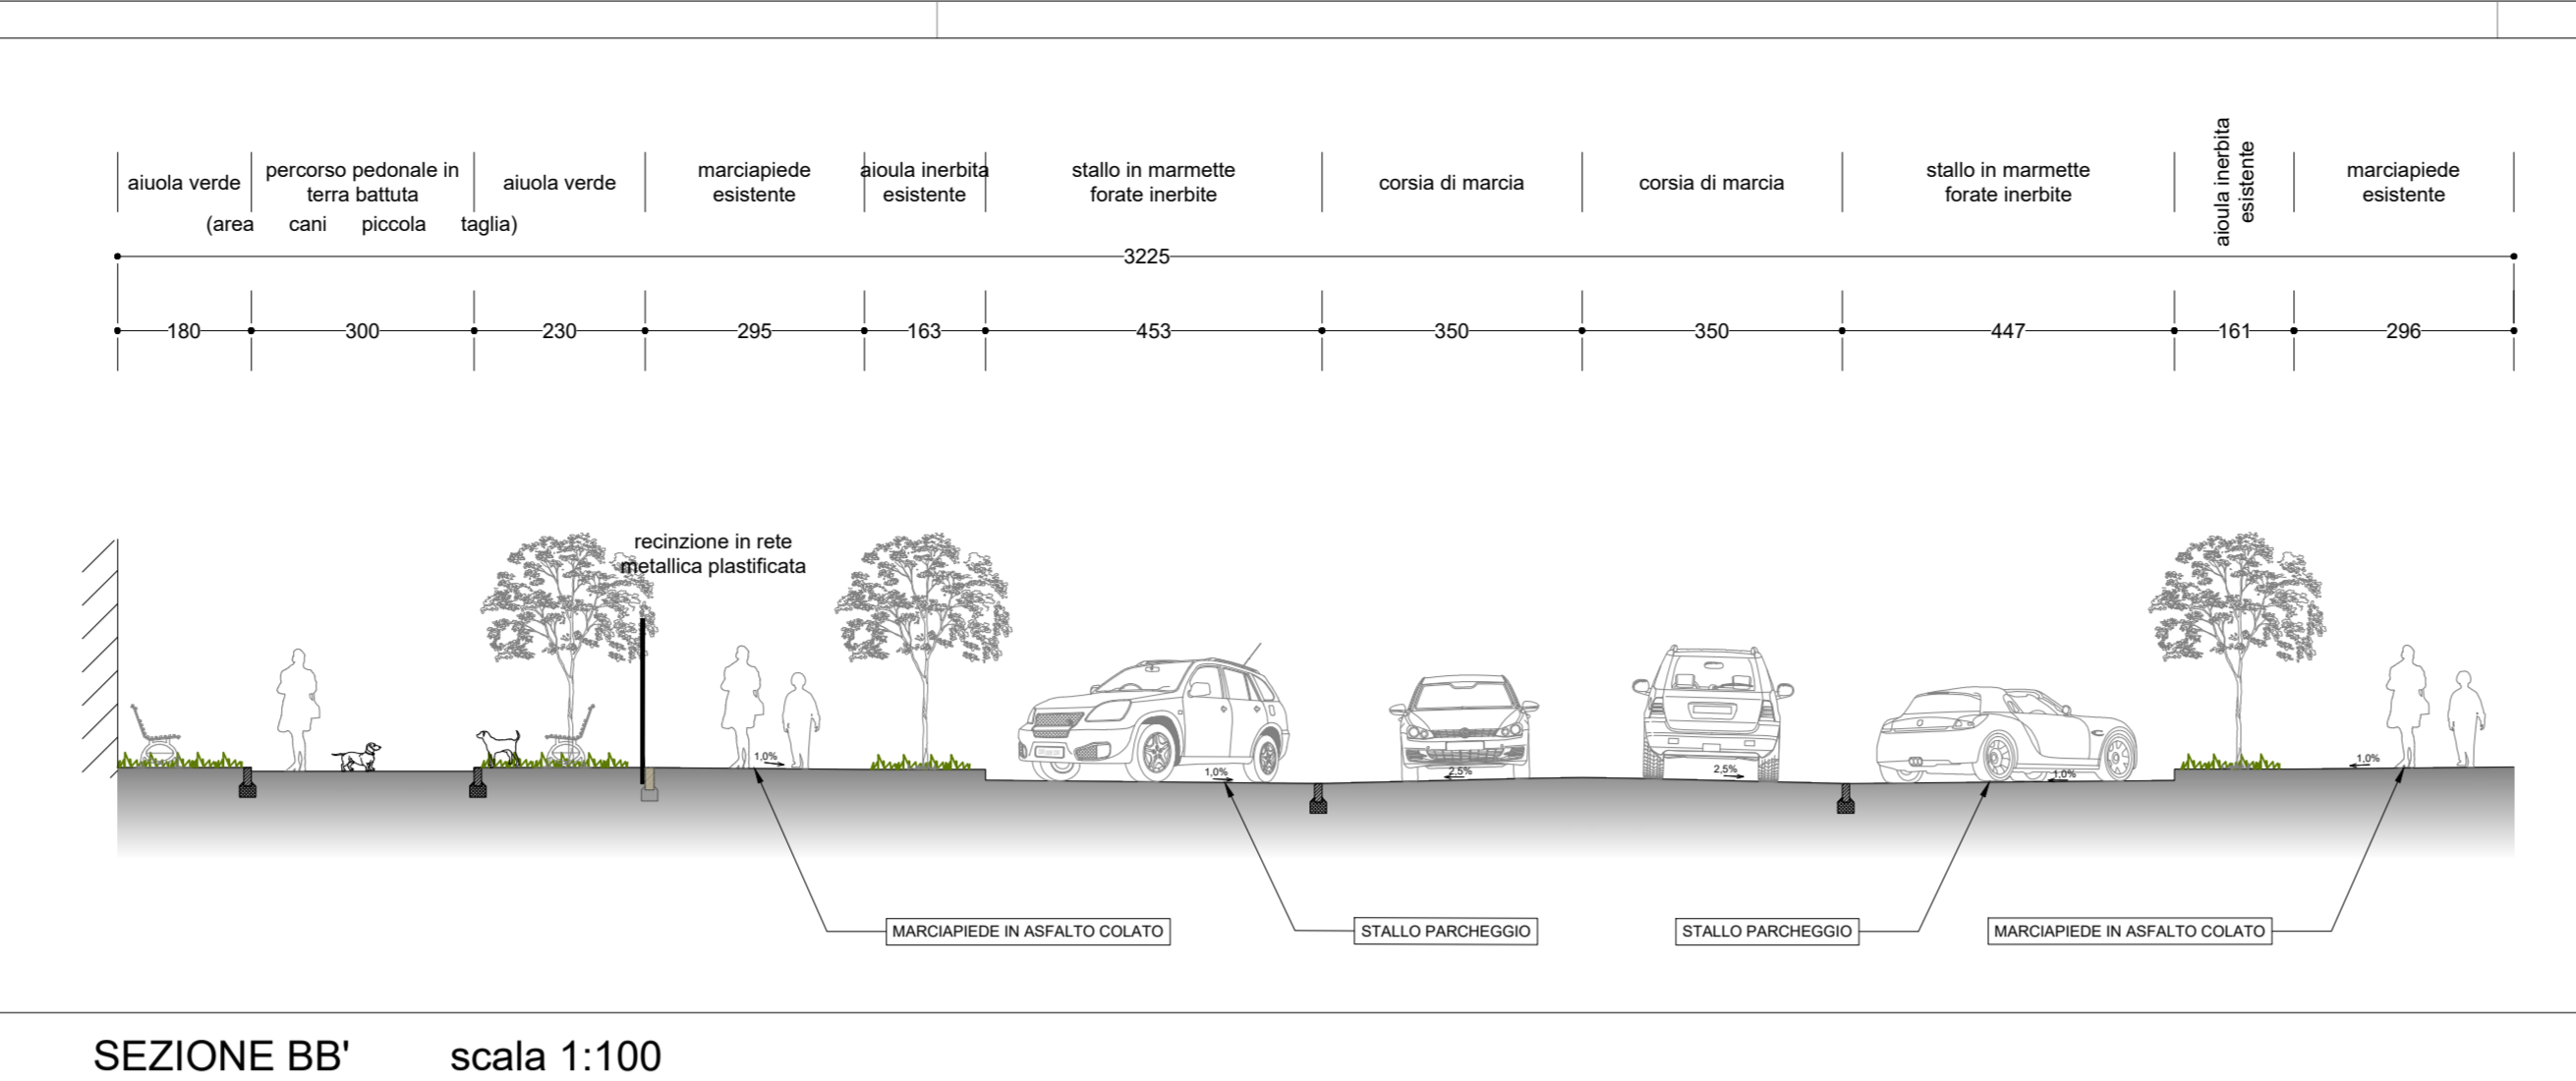 aiuola verde
percorso pedonale in
terra battuta
aiuola verde
(area cani piccola taglia)
marciapiede
esistente
aioula inerbita
esistente
stallo in marmette
forate inerbite
corsia di marcia
corsia di marcia
stallo in marmette
forate inerbite
aioula inerbita
esistente
marciapiede
esistente
3225
180 300 230 295 163 453 350 350 447 161 296
recinzione in rete
metallica plastificata
1,0%
1,0%
2,5%
2,5%
1,0%
1,0%
MARCIAPIEDE IN ASFALTO COLATO
STALLO PARCHEGGIO
STALLO PARCHEGGIO
MARCIAPIEDE IN ASFALTO COLATO
SEZIONE BB' scala 1:100